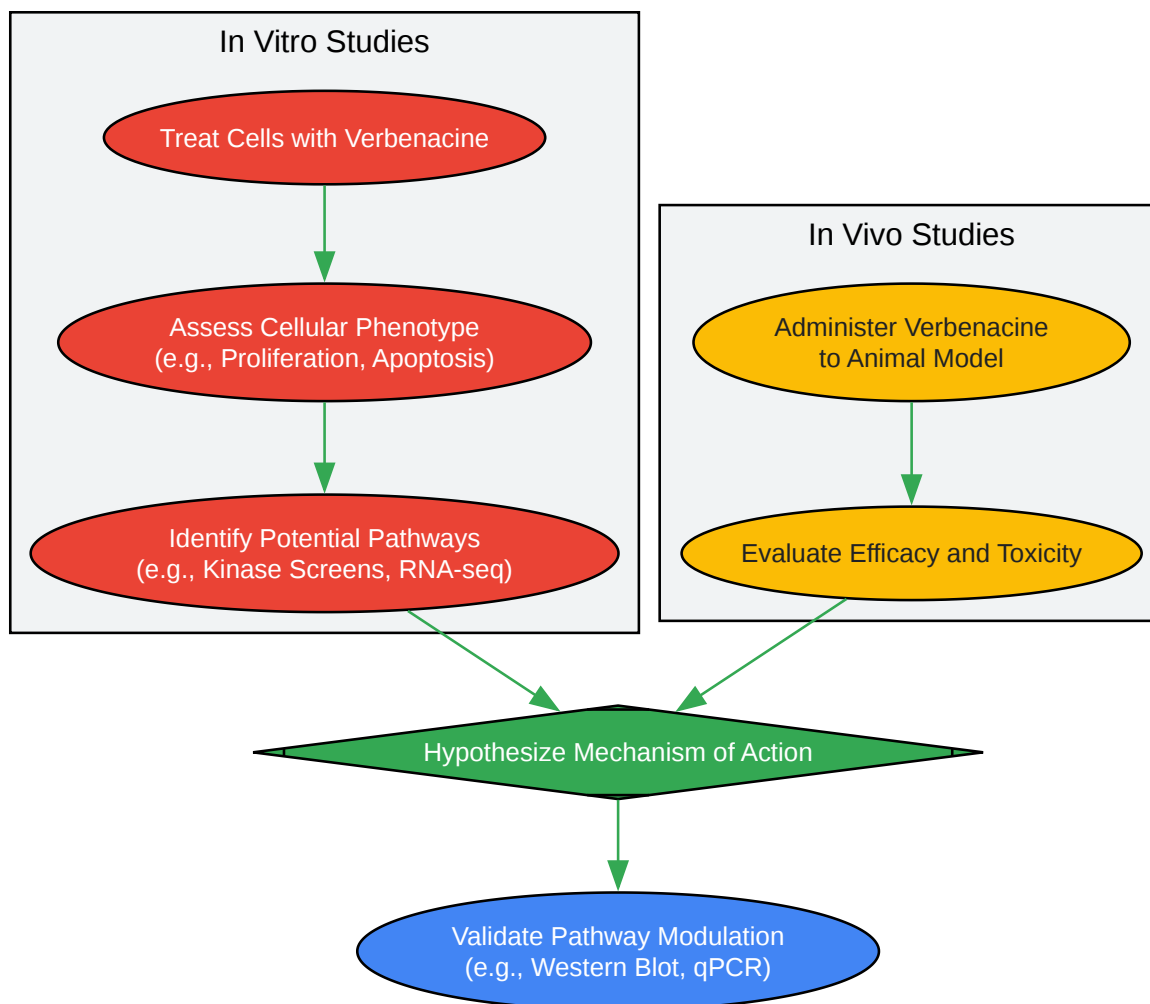 In Vitro Studies
Treat Cells with Verbenacine
Assess Cellular Phenotype
(e.g., Proliferation, Apoptosis)
Identify Potential Pathways
(e.g., Kinase Screens, RNA-seq)
In Vivo Studies
Administer Verbenacine
to Animal Model
Evaluate Efficacy and Toxicity
Hypothesize Mechanism of Action
Validate Pathway Modulation
(e.g., Western Blot, qPCR)